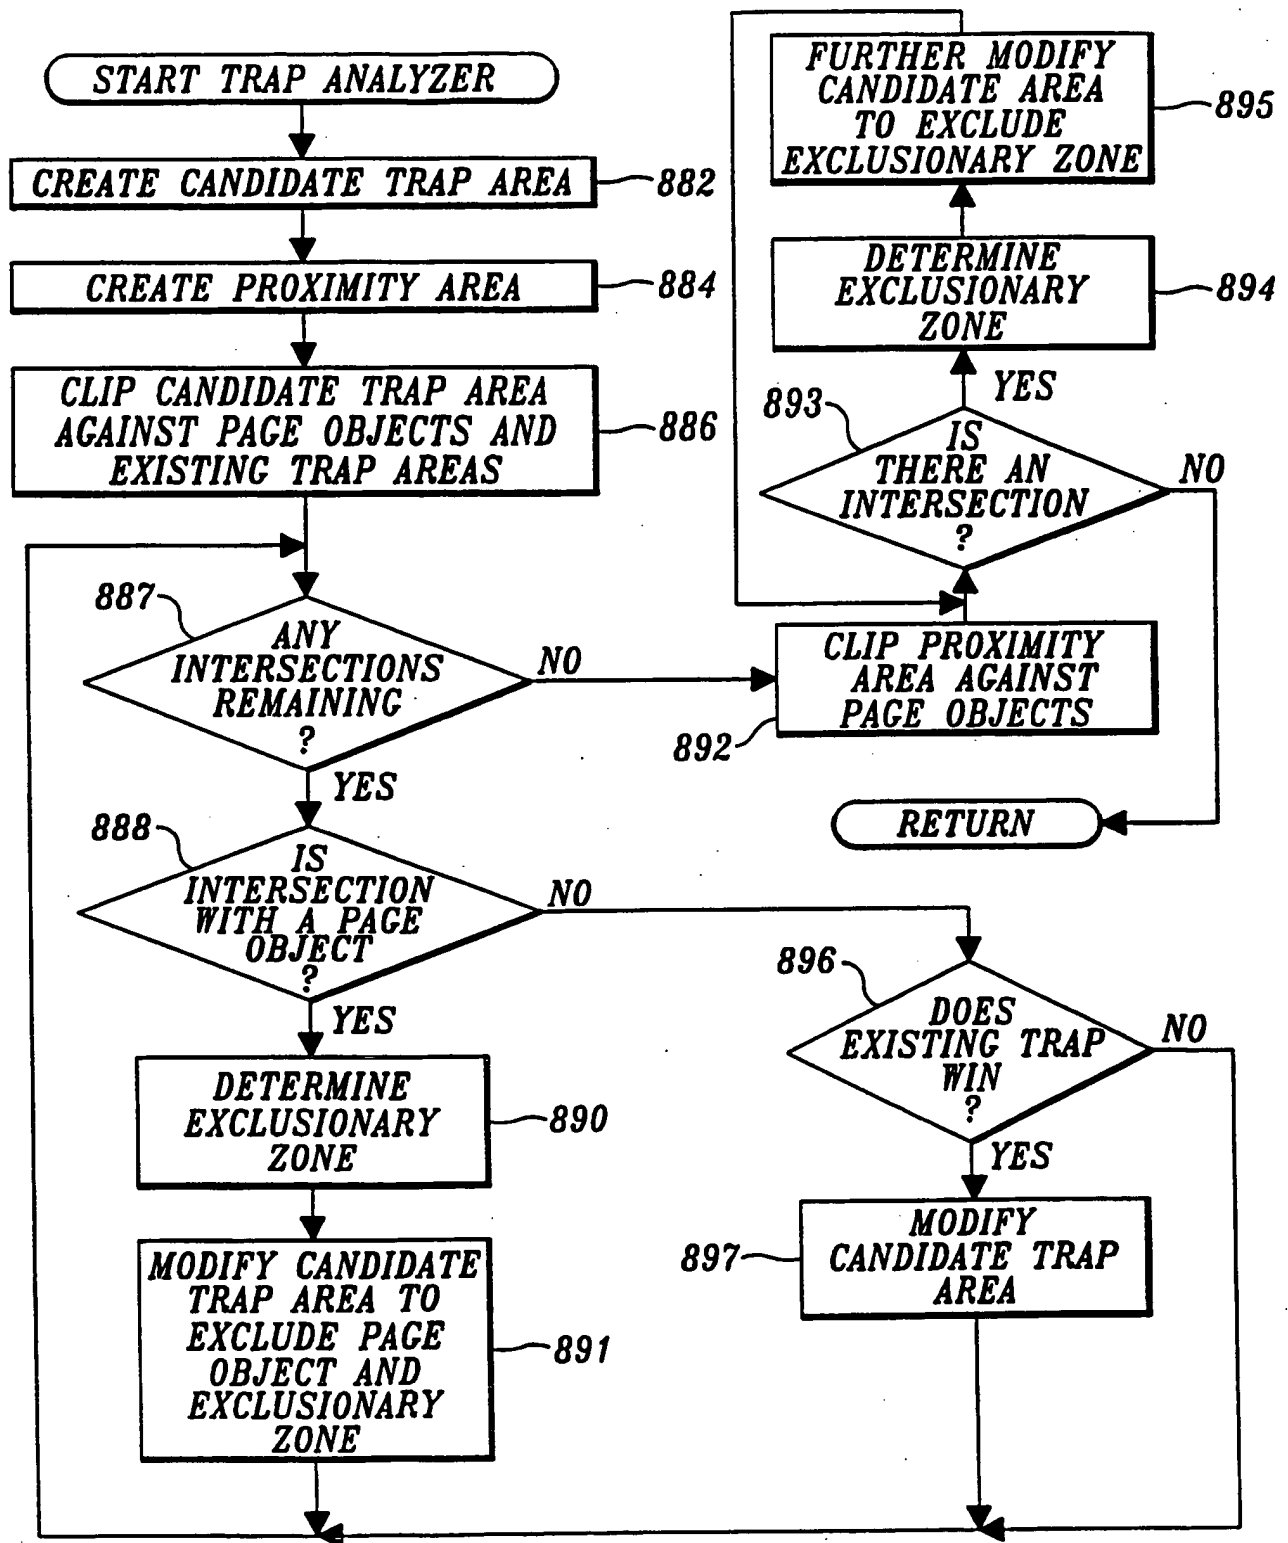 START TRAP ANALYZER
CREATE CANDIDATE TRAP AREA
882
CREATE PROXIMITY AREA
884
CLIP CANDIDATE TRAP AREA
AGAINST PAGE OBJECTS AND
EXISTING TRAP AREAS
886
887
ANY
INTERSECTIONS
REMAINING
?
NO
YES
888
IS
INTERSECTION
WITH A PAGE
OBJECT
?
NO
YES
DETERMINE
EXCLUSIONARY
ZONE
890
MODIFY CANDIDATE
TRAP AREA TO
EXCLUDE PAGE
OBJECT AND
EXCLUSIONARY
ZONE
891
FURTHER MODIFY
CANDIDATE AREA
TO EXCLUDE
EXCLUSIONARY ZONE
895
DETERMINE
EXCLUSIONARY
ZONE
894
YES
893
IS
THERE AN
INTERSECTION
?
NO
CLIP PROXIMITY
AREA AGAINST
PAGE OBJECTS
892
RETURN
896
DOES
EXISTING TRAP
WIN
?
NO
YES
MODIFY
CANDIDATE TRAP
AREA
897